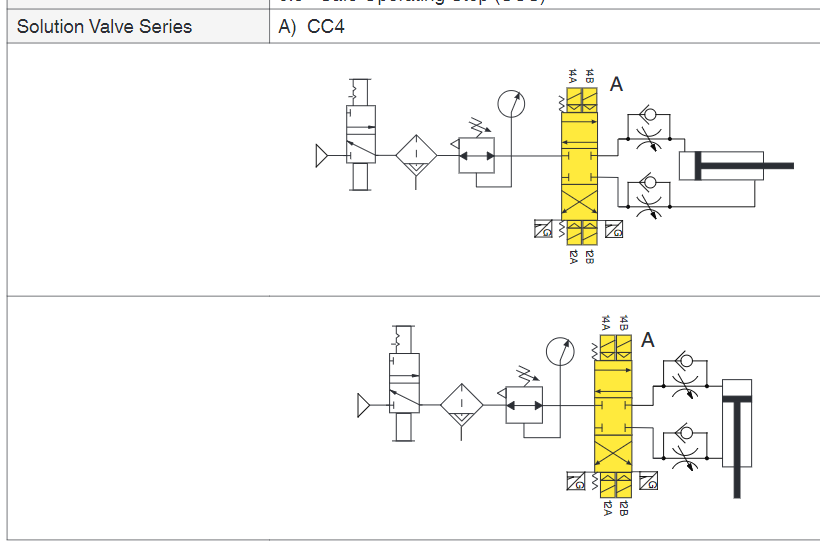 Solution Valve Series
A) CC4
14A
14B
A
G
G
12A
12B
14A
14B
A
G
G
12A
12B